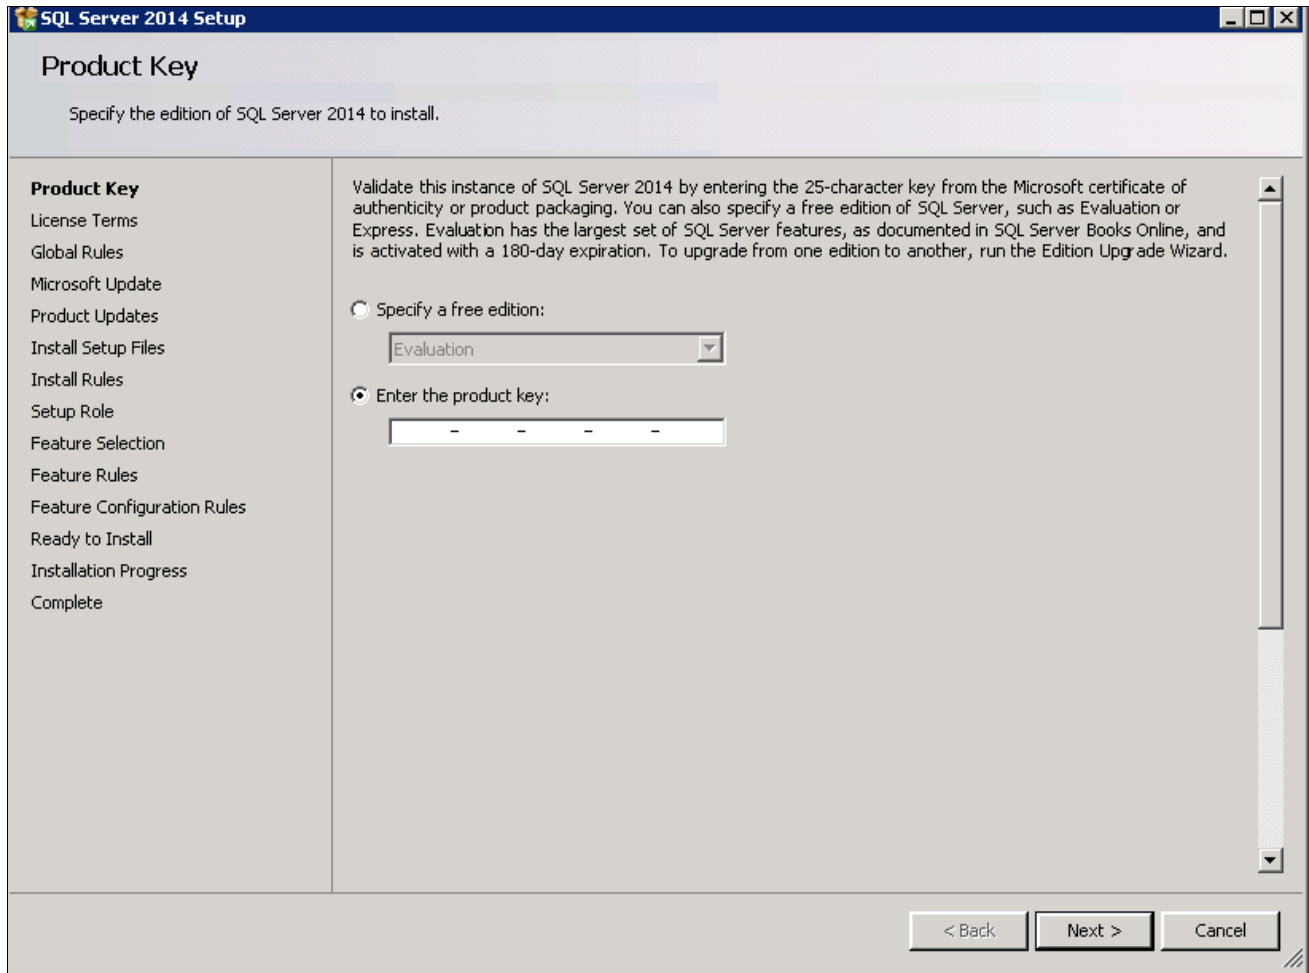 SQL Server 2014 Setup
Product Key
Specify the edition of SQL Server 2014 to install.
Product Key
License Terms
Global Rules
Microsoft Update
Product Updates
Install Setup Files
Install Rules
Setup Role
Feature Selection
Feature Rules
Feature Configuration Rules
Ready to Install
Installation Progress
Complete
Validate this instance of SQL Server 2014 by entering the 25-character key from the Microsoft certificate of
authenticity or product packaging. You can also specify a free edition of SQL Server, such as Evaluation or
Express. Evaluation has the largest set of SQL Server features, as documented in SQL Server Books Online, and
is activated with a 180-day expiration. To upgrade from one edition to another, run the Edition Upgrade Wizard.
Specify a free edition:
Evaluation
Enter the product key:
- - - -
< Back
Next >
Cancel